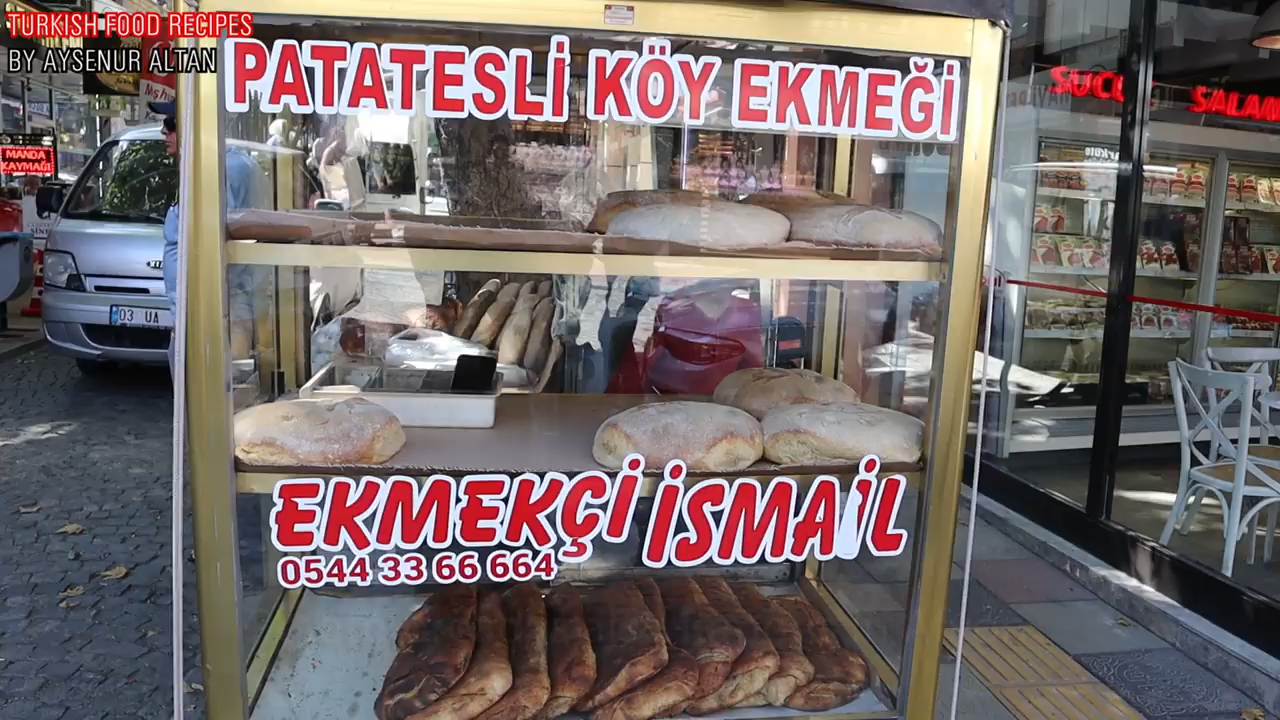 TURKISH FOOD RECIPES
BY AYSENUR ALTAN
PATATESLİ KÖY EKMEĞİ
SUCU
SALAM
MANDA
KAYMAĞI
03 UA
EKMEKÇİ İSMAİL
0544 33 66 664